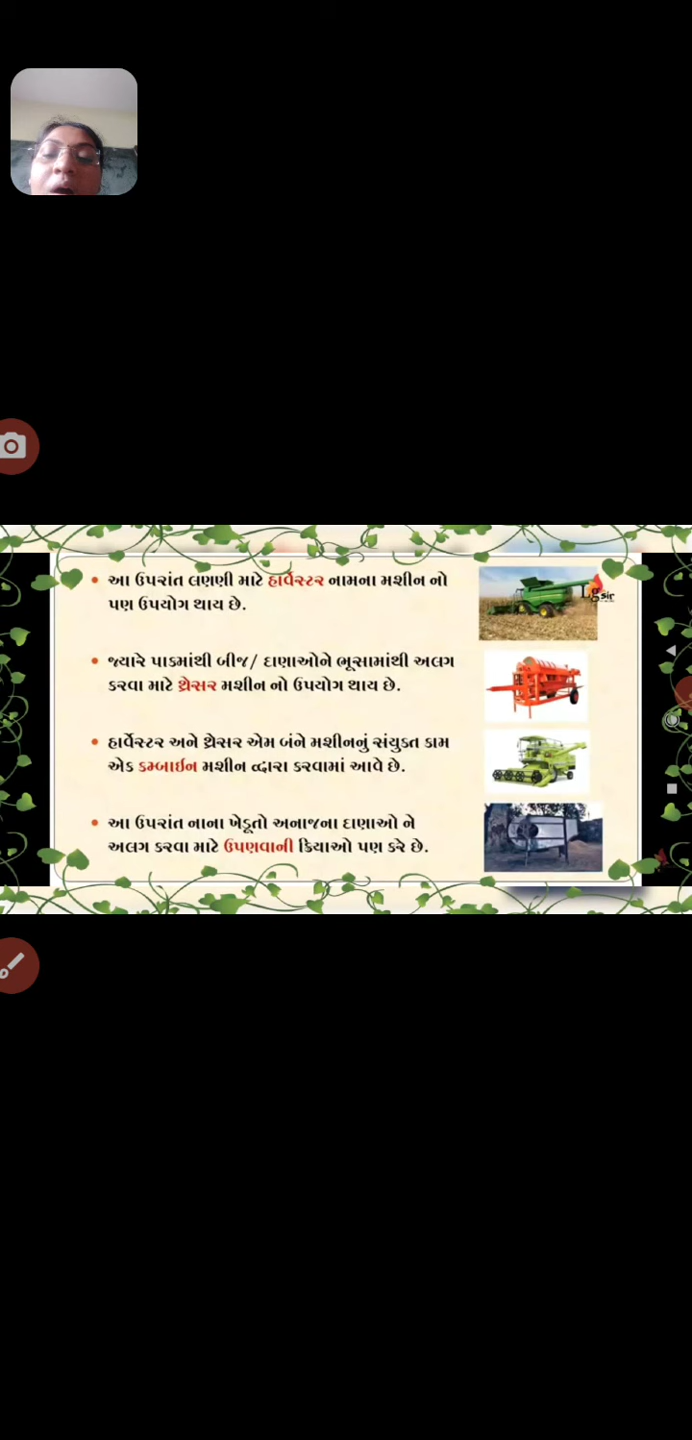 આ ઉપરાંત લણણી માટે હાર્વેસ્ટર નામના મશીન નો
પણ ઉપયોગ થાય છે.
gsir
જ્યારે પાકમાંથી બીજ/ દાણાઓને ભૂસામાંથી અલગ
કરવા માટે થ્રેસર મશીન નો ઉપયોગ થાય છે.
હાર્વેસ્ટર અને થ્રેસર એમ બંને મશીનનું સંયુક્ત કામ
એક કમ્બાઈન મશીન દ્વારા કરવામાં આવે છે.
આ ઉપરાંત નાના ખેડૂતો અનાજના દાણાઓ ને
અલગ કરવા માટે ઉપણવાની ક્રિયાઓ પણ કરે છે.